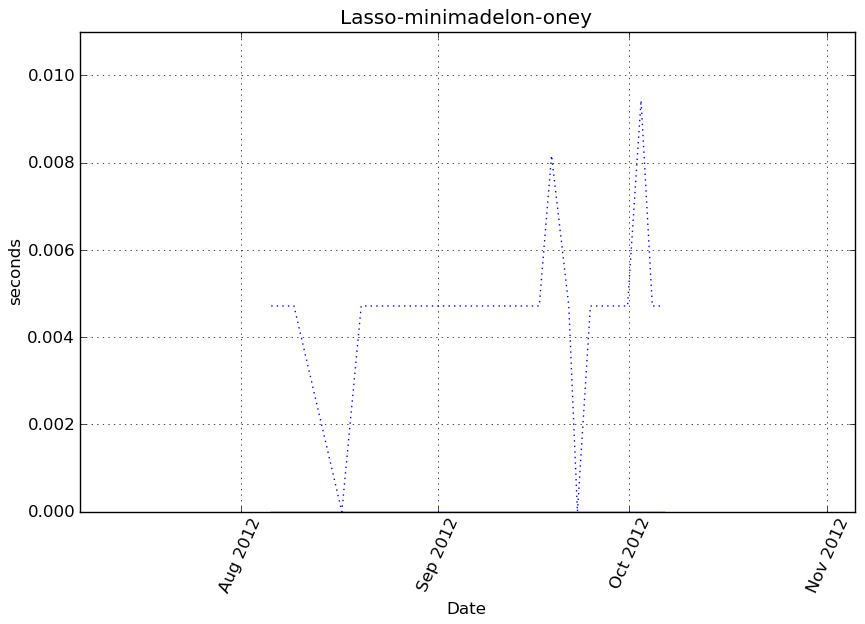 Lasso-minimadelon-oney
0.010
0.008
0.006
0.004
0.002
0.000
seconds
Aug 2012
Sep 2012
Oct 2012
Nov 2012
Date